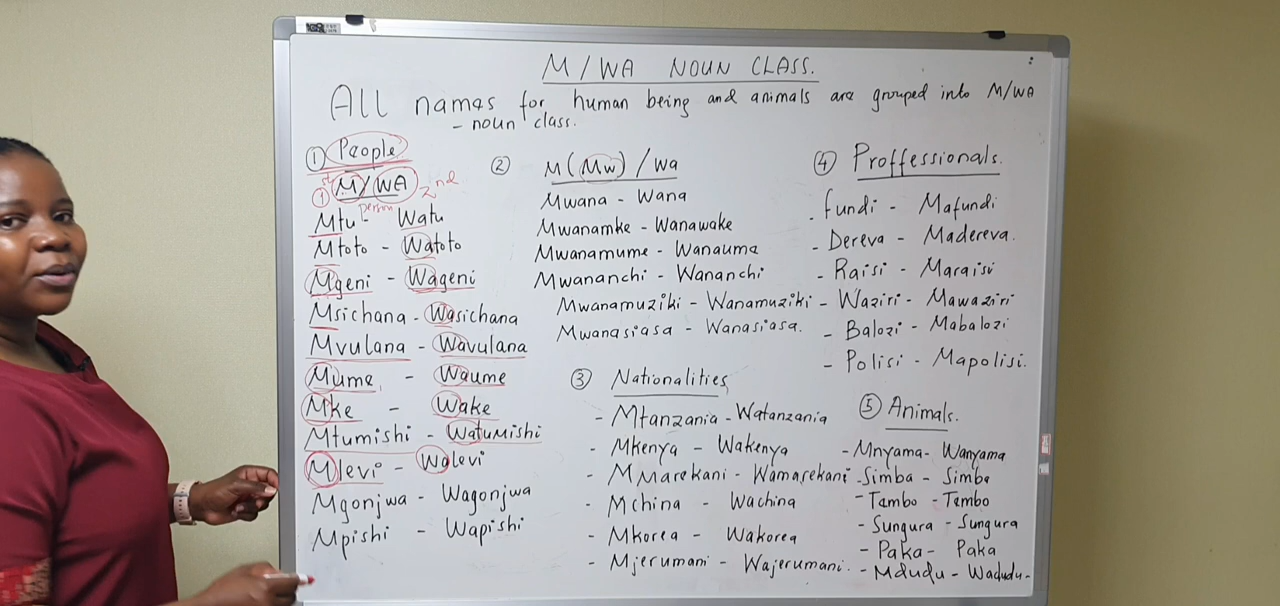 M/WA NOUN CLASS.
All names for human being and animals are grouped into M/WA
- noun class.
① People
① M/WA 2nd
person
Mtu - Watu
Mtoto - Watoto
Mgeni - Wageni
Msichana - Wasichana
Mvulana - Wavulana
Mume - Waume
Mke - Wake
Mtumishi - Watumishi
Mlevi - Walevi
Mgonjwa - Wagonjwa
Mpishi - Wapishi
② M(Mw)/wa
Mwana - Wana
Mwanamke - Wanawake
Mwanamume - Wanauma
Mwananchi - Wananchi
Mwanamuziki - Wanamuziki
Mwanasiasa - Wanasiasa.
③ Nationalities
- Mtanzania - Watanzania
- Mkenya - Wakenya
- MMarekani - Wamarekani
- Mchina - Wachina
- Mkorea - Wakorea
- Mjerumani - Wajerumani.
④ Proffessionals.
- fundi - Mafundi
- Dereva - Madereva.
- Raisi - Maraisi
- Waziri - Mawaziri
- Balozi - Mabalozi
- Polisi - Mapolisi.
⑤ Animals.
- Mnyama - Wanyama
- Simba - Simba
- Tambo - Tembo
- Sungura - Sungura
- Paka - Paka
- Mdudu - Wadudu-